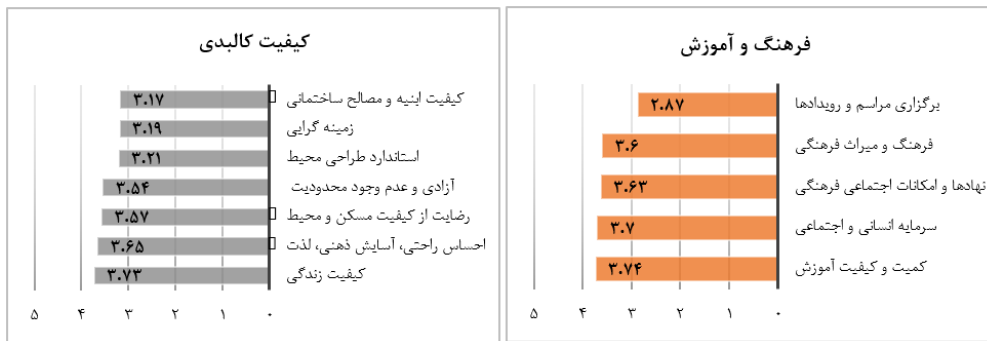 فرهنگ و آموزش
برگزاری مراسم و رویدادها ۲.۸۷
فرهنگ و میراث فرهنگی ۳.۶
نهادها و امکانات اجتماعی فرهنگی ۳.۶۳
سرمایه انسانی و اجتماعی ۳.۷
کمیت و کیفیت آموزش ۳.۷۴
۰ ۱ ۲ ۳ ۴ ۵
کیفیت کالبدی
کیفیت ابنیه و مصالح ساختمانی ۳.۱۷
زمینه گرایی ۳.۱۹
استاندارد طراحی محیط ۳.۲۱
آزادی و عدم وجود محدودیت ۳.۵۴
رضایت از کیفیت مسکن و محیط ۳.۵۷
احساس راحتی، آسایش ذهنی، لذت ۳.۶۵
کیفیت زندگی ۳.۷۳
۰ ۱ ۲ ۳ ۴ ۵